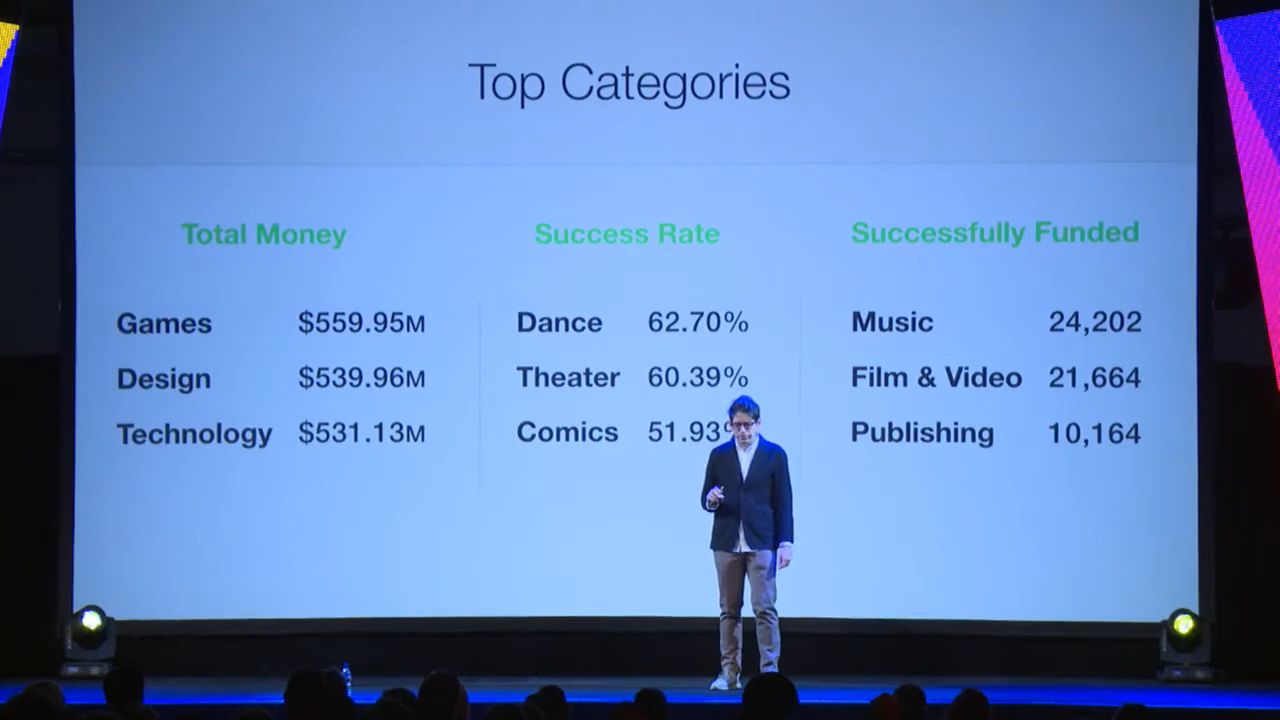 Top Categories
Total Money
Games $559.95M
Design $539.96M
Technology $531.13M
Success Rate
Dance 62.70%
Theater 60.39%
Comics 51.93%
Successfully Funded
Music 24,202
Film & Video 21,664
Publishing 10,164